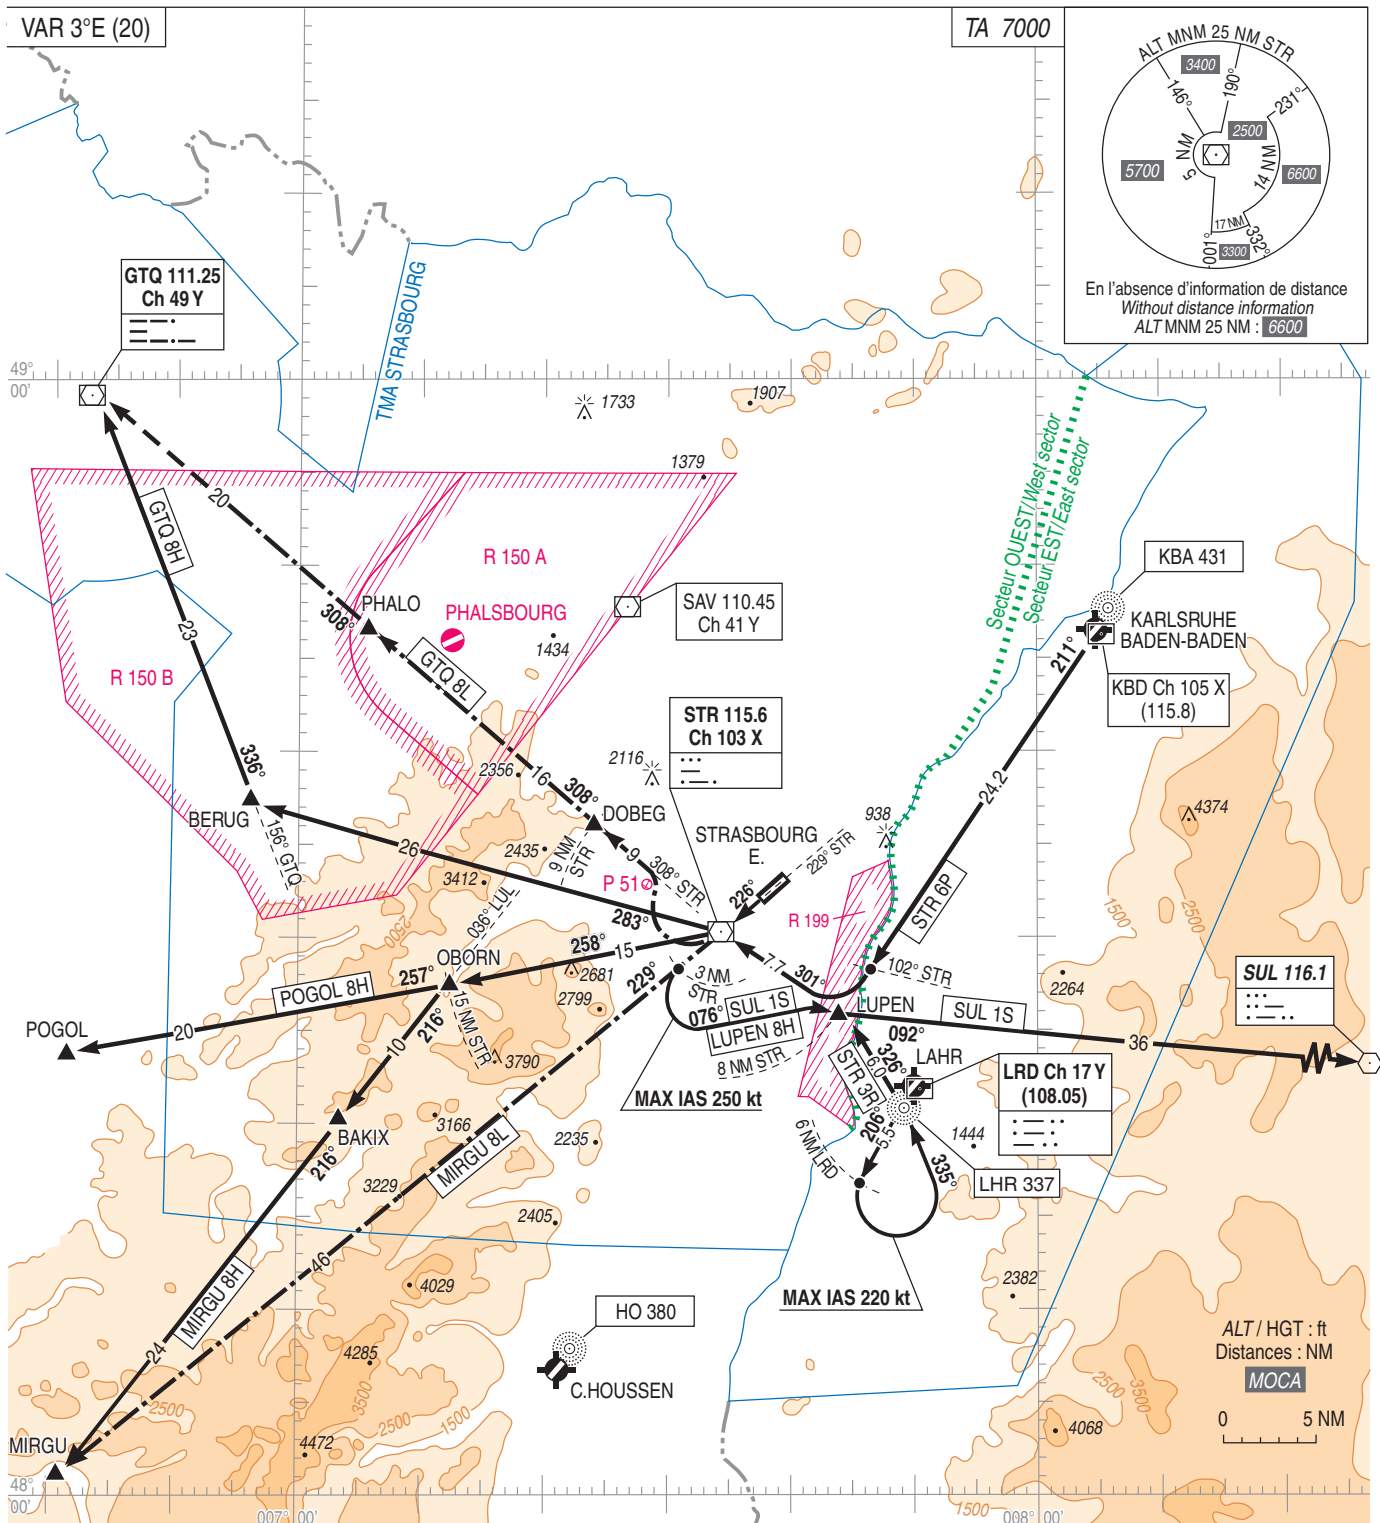 VAR 3°E (20)
TA 7000
ALT MNM 25 NM STR
3400
146°
190°
231°
2500
5 NM
14 NM
5700
6600
17 NM
001°
3300
332°
En l'absence d'information de distance
Without distance information
ALT MNM 25 NM : 6600
GTQ 111.25
Ch 49 Y
TMA STRASBOURG
49°
00'
1733
1907
1379
Secteur OUEST/West sector
Secteur EST/East sector
20
GTQ 8H
R 150 A
KBA 431
PHALO
308°
PHALSBOURG
SAV 110.45
Ch 41 Y
KARLSRUHE
BADEN-BADEN
23
1434
211°
GTQ 8L
R 150 B
KBD Ch 105 X
(115.8)
STR 115.6
Ch 103 X
336°
2356
16
2116
308°
24.2
BERUG
DOBEG
938
4374
STRASBOURG
E.
156° GTQ
26
2435
9 NM
STR
9
308° STR
229° STR
3412
P 51
226°
STR 6P
036° LUL
283°
R 199
1500
2500
2500
258°
15
OBORN
257°
2681
229°
3 NM
STR
7.7
301°
102° STR
2264
SUL 116.1
POGOL 8H
2799
SUL 1S
LUPEN
SUL 1S
076°
LUPEN 8H
POGOL
20
216°
15 NM STR
092°
36
10
3790
8 NM STR
326°
6.0
LAHR
STR 3R
LRD Ch 17 Y
(108.05)
MAX IAS 250 kt
BAKIX
3166
2235
206°
5.5
1444
6 NM LRD
335°
LHR 337
216°
MIRGU 8L
3229
2405
46
4029
2382
MAX IAS 220 kt
MIRGU 8H
HO 380
ALT / HGT : ft
Distances : NM
MOCA
24
4285
C.HOUSSEN
0 5 NM
3500
2500
2500
1500
2500
3500
4068
MIRGU
4472
48°
00'
1500
007° 00'
008° 00'